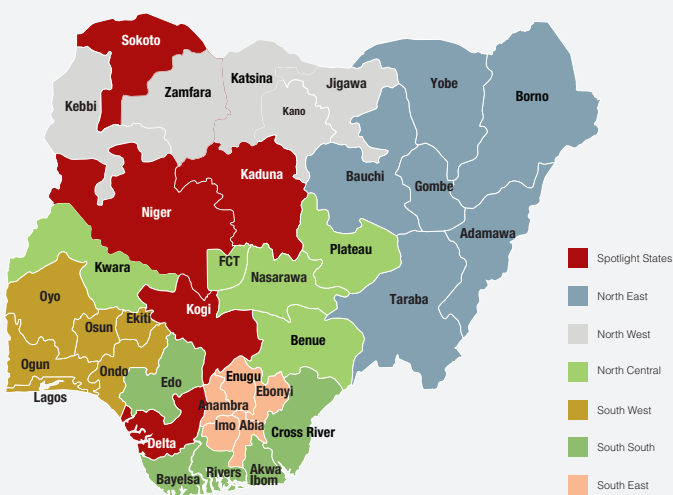 Sokoto
Kebbi
Zamfara
Katsina
Kano
Jigawa
Yobe
Borno
Kaduna
Bauchi
Gombe
Adamawa
Niger
Plateau
FCT
Nasarawa
Kwara
Taraba
Oyo
Kogi
Benue
Osun
Ekiti
Ogun
Ondo
Edo
Enugu
Ebonyi
Lagos
Anambra
Imo
Abia
Cross River
Delta
Bayelsa
Rivers
Akwa
Ibom
Spotlight States
North East
North West
North Central
South West
South South
South East